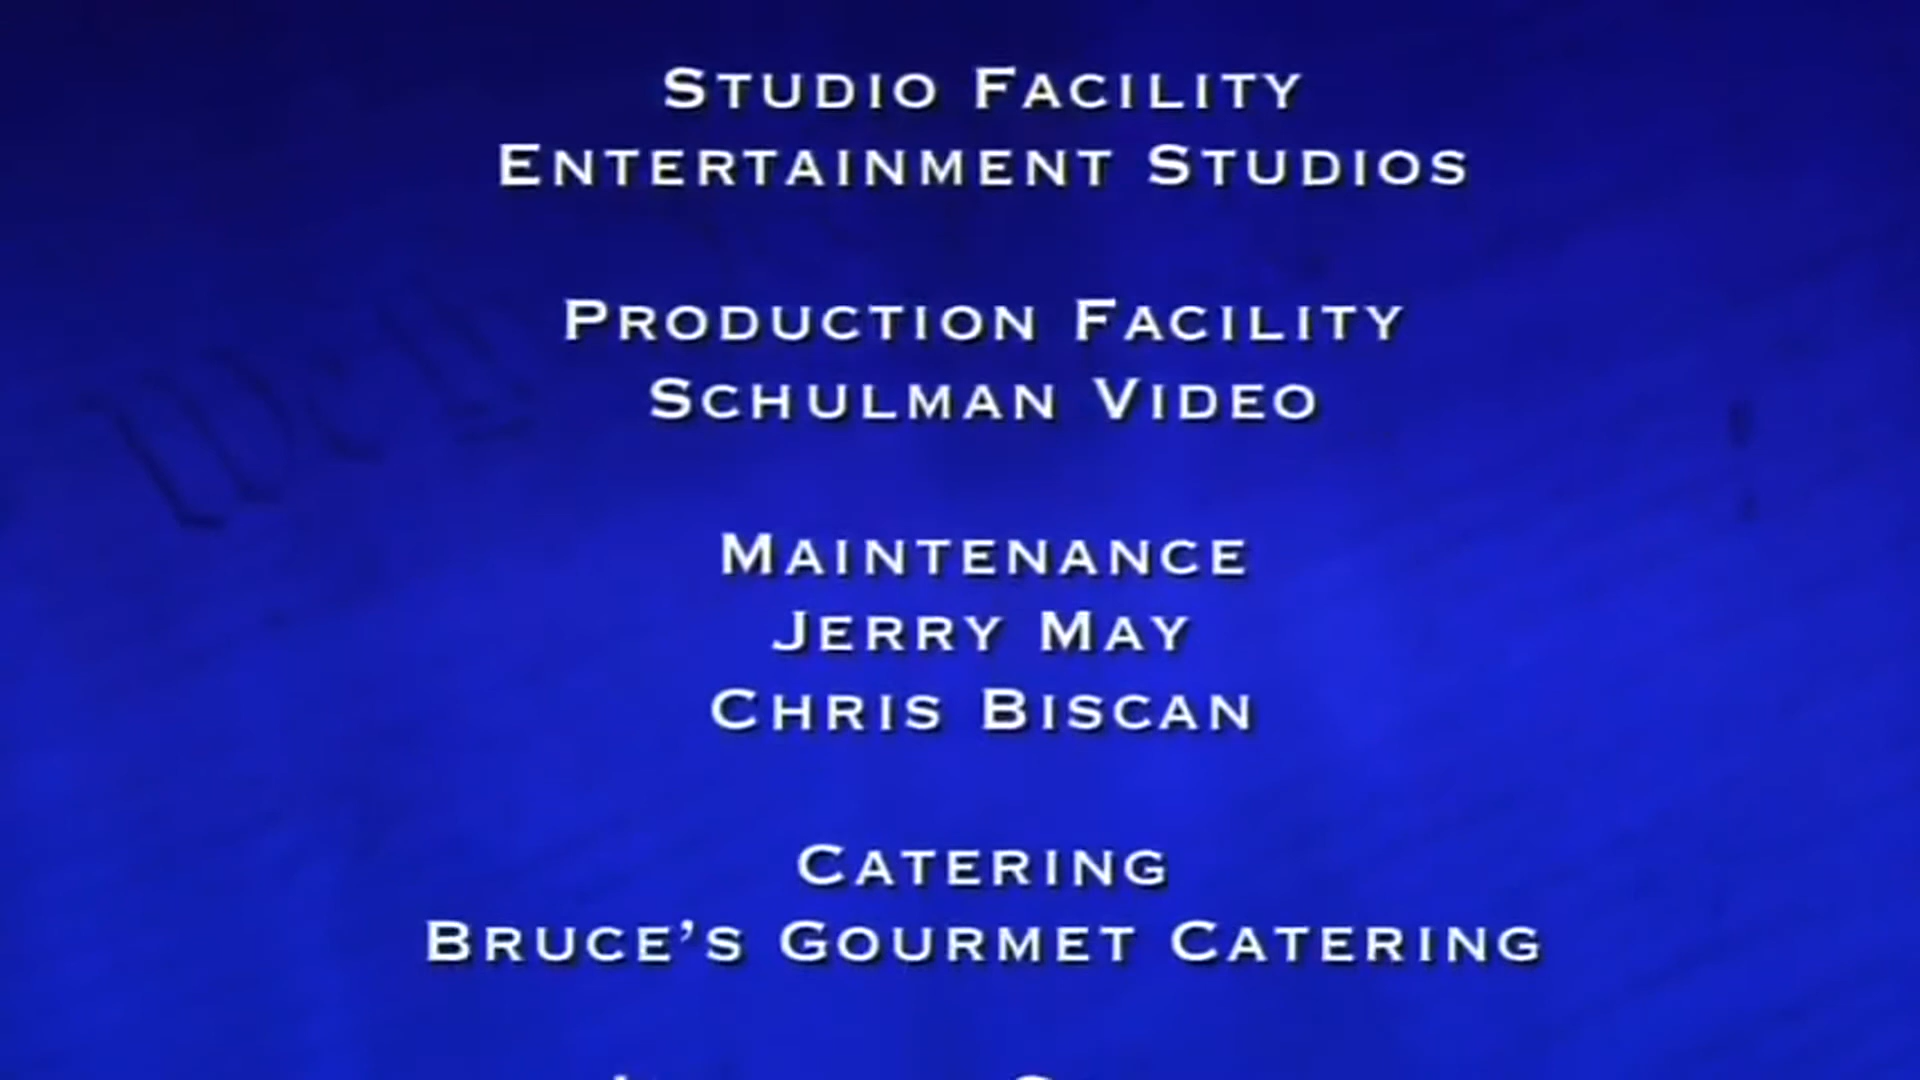 STUDIO FACILITY
ENTERTAINMENT STUDIOS
PRODUCTION FACILITY
SCHULMAN VIDEO
MAINTENANCE
JERRY MAY
CHRIS BISCAN
CATERING
BRUCE’S GOURMET CATERING